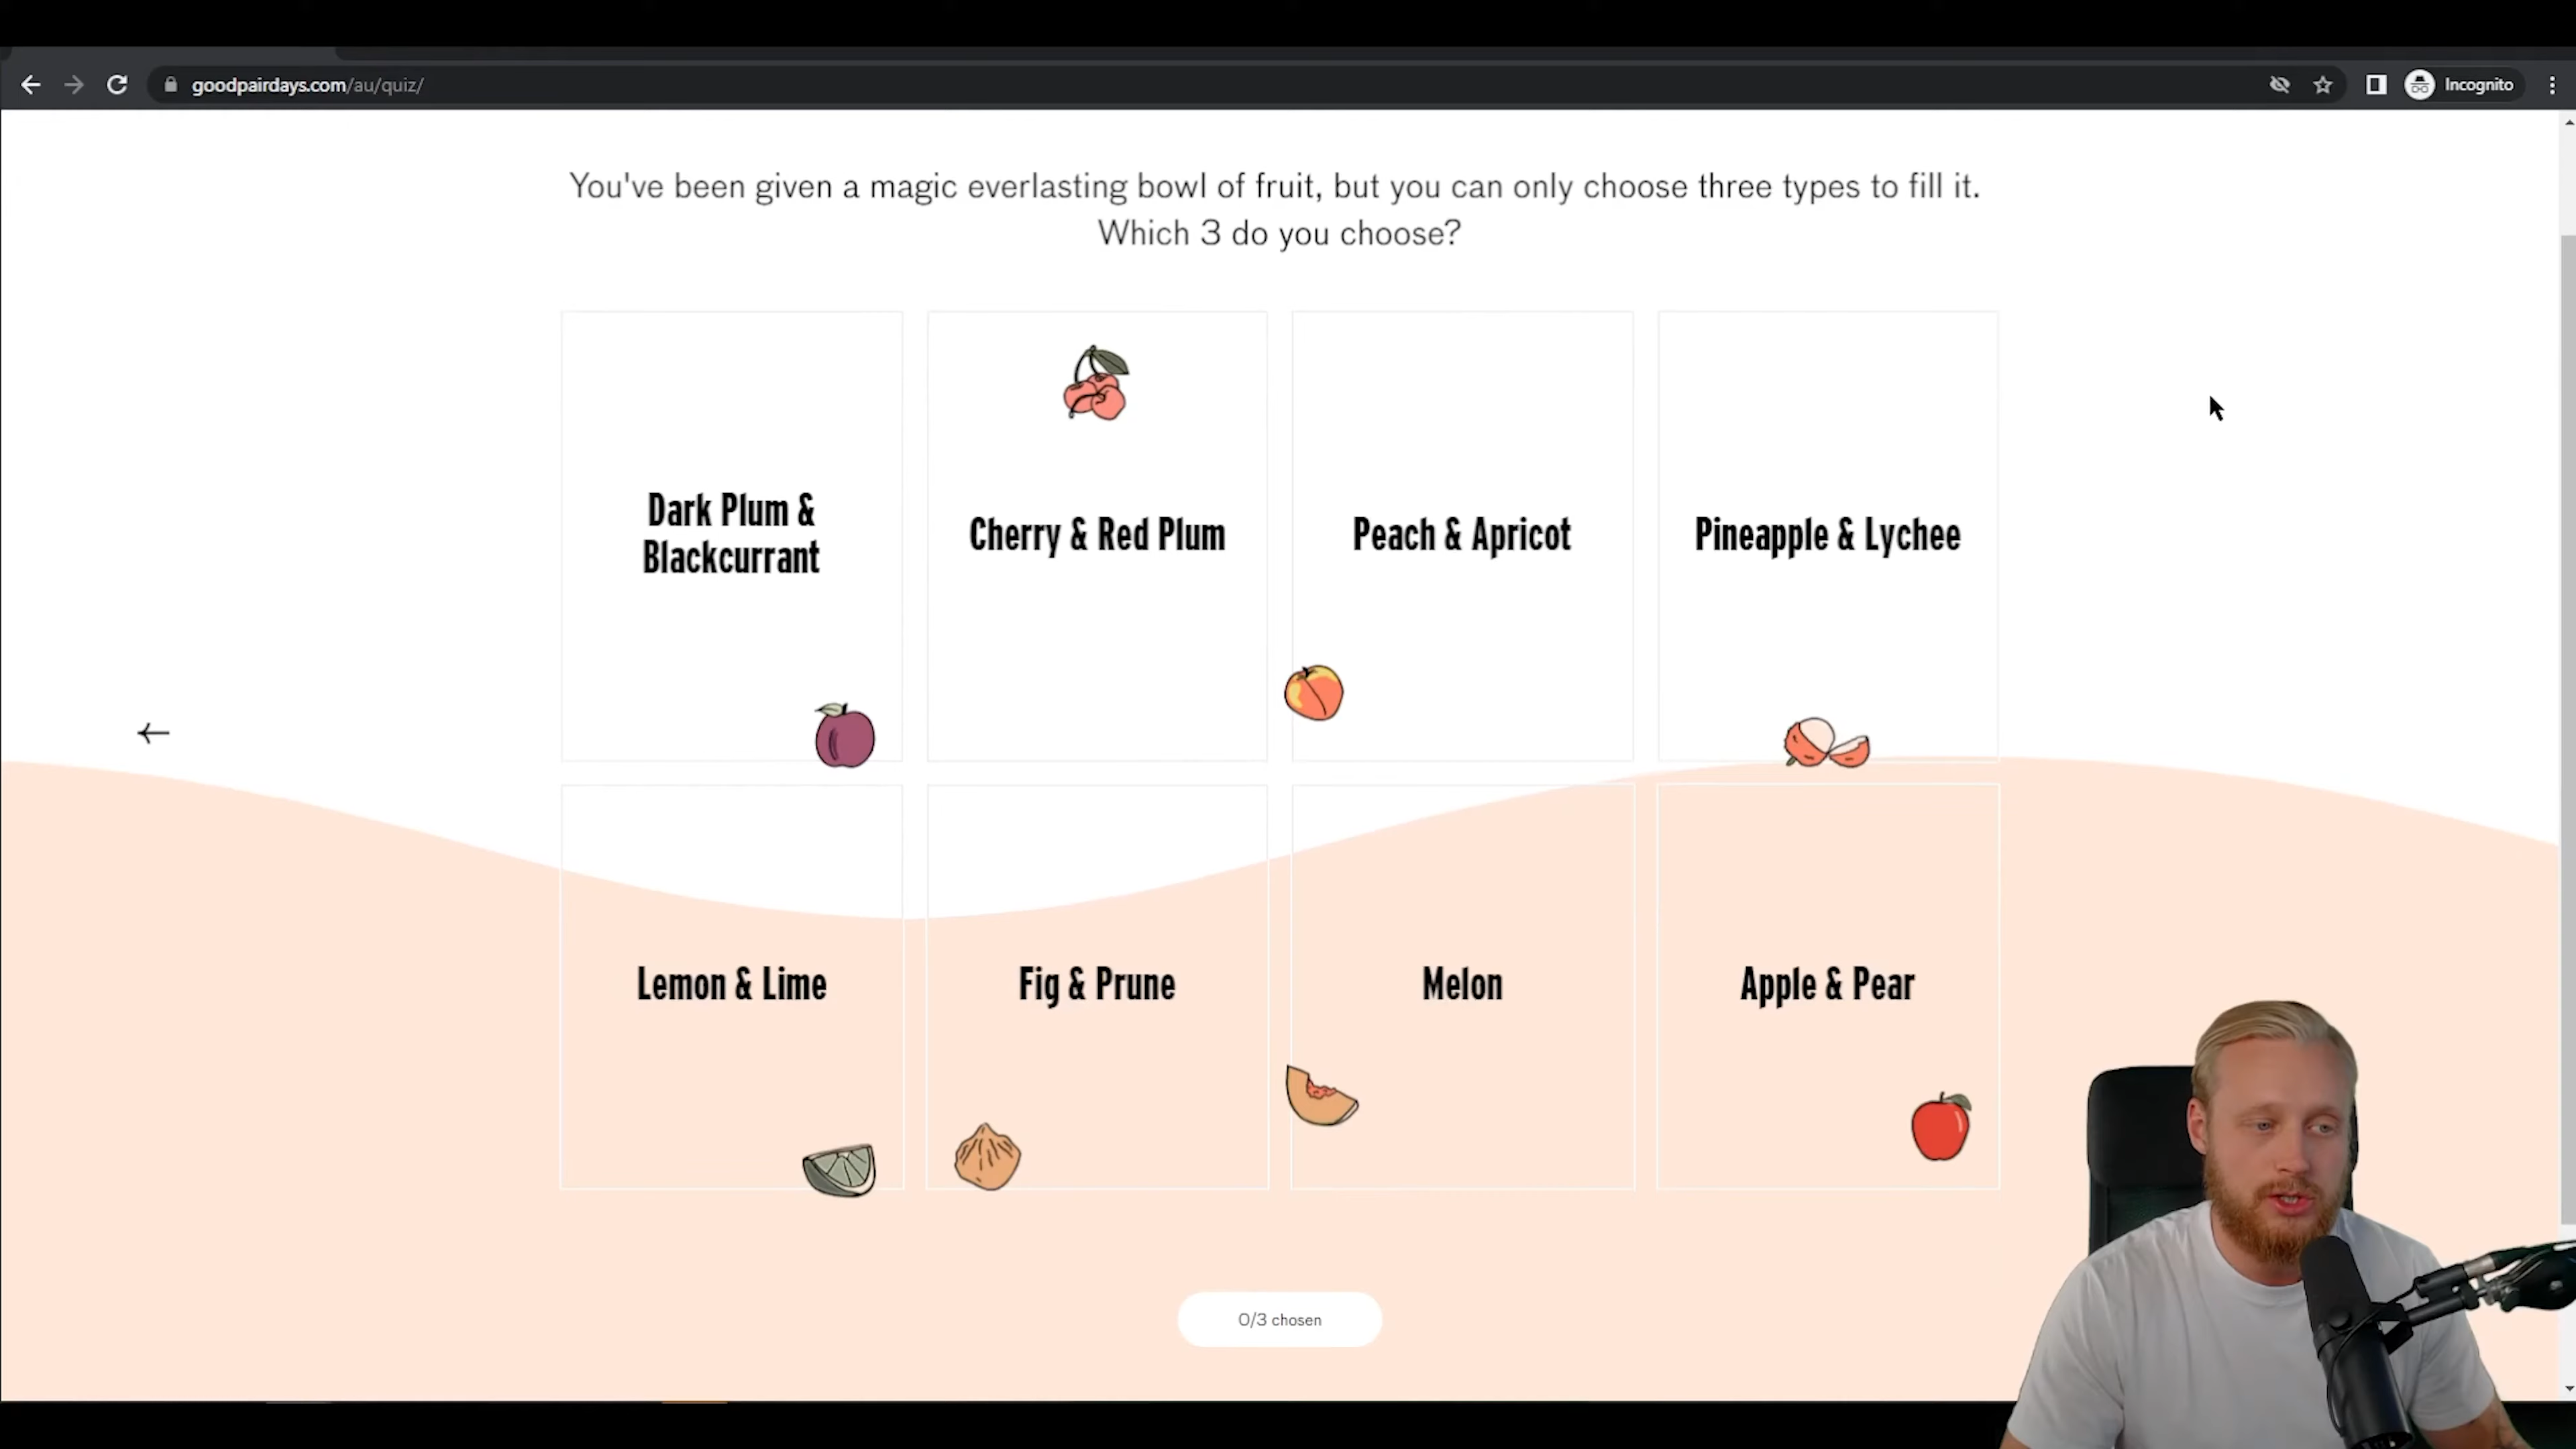 goodpairdays.com/au/quiz/
Incognito
You've been given a magic everlasting bowl of fruit, but you can only choose three types to fill it.
Which 3 do you choose?
Dark Plum &
Blackcurrant
Cherry & Red Plum
Peach & Apricot
Pineapple & Lychee
Lemon & Lime
Fig & Prune
Melon
Apple & Pear
0/3 chosen